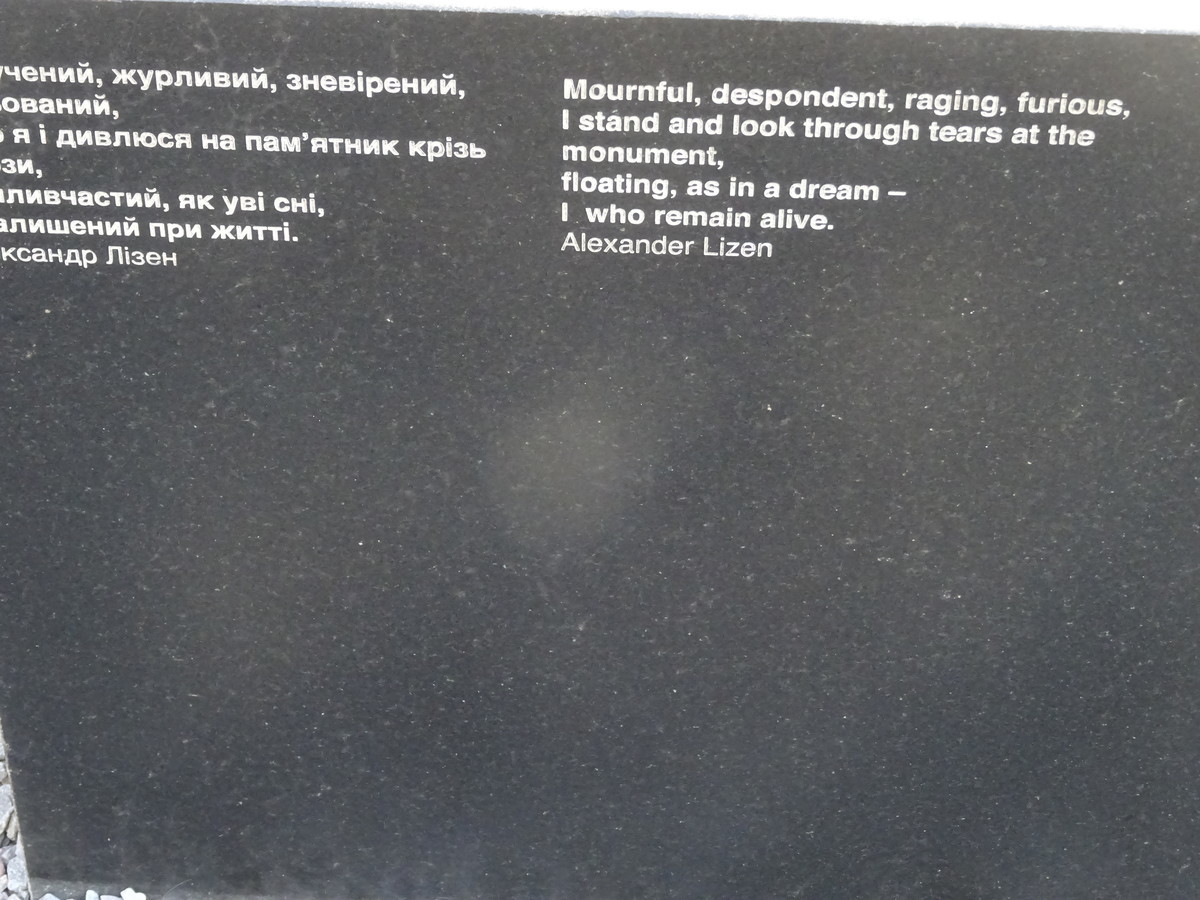 журливий, зневірений,
я і дивлюся на пам’ятник крізь
як уві сні,
при житті.
Лізен
Mournful, despondent, raging, furious,
I stand and look through tears at the
monument,
floating, as in a dream –
I who remain alive.
Alexander Lizen